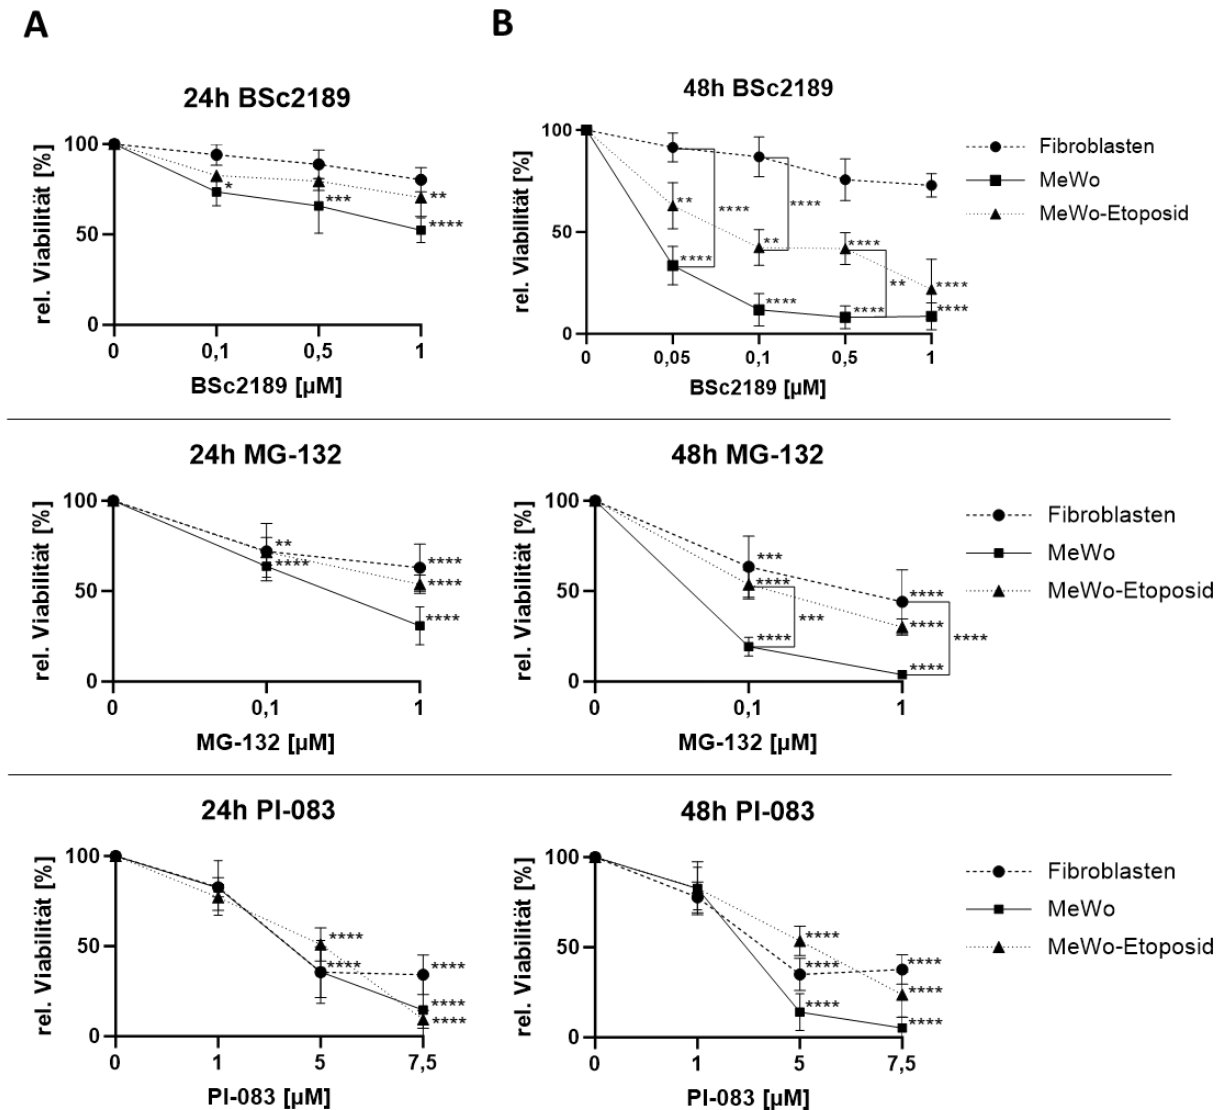 A
B
24h BSc2189
rel. Viabilität [%]
100
50
0
*
***
**
****
0
0,1
0,5
1
BSc2189 [µM]
48h BSc2189
rel. Viabilität [%]
100
50
0
**
****
****
****
**
****
****
**
****
****
****
0
0,05
0,1
0,5
1
BSc2189 [µM]
Fibroblasten
MeWo
MeWo-Etoposid
24h MG-132
rel. Viabilität [%]
100
50
0
**
****
****
****
****
0
0,1
1
MG-132 [µM]
48h MG-132
rel. Viabilität [%]
100
50
0
***
****
***
****
****
****
****
****
0
0,1
1
MG-132 [µM]
Fibroblasten
MeWo
MeWo-Etoposid
24h PI-083
rel. Viabilität [%]
100
50
0
****
****
****
****
****
0
1
5
7,5
PI-083 [µM]
48h PI-083
rel. Viabilität [%]
100
50
0
****
****
****
****
****
****
0
1
5
7,5
PI-083 [µM]
Fibroblasten
MeWo
MeWo-Etoposid